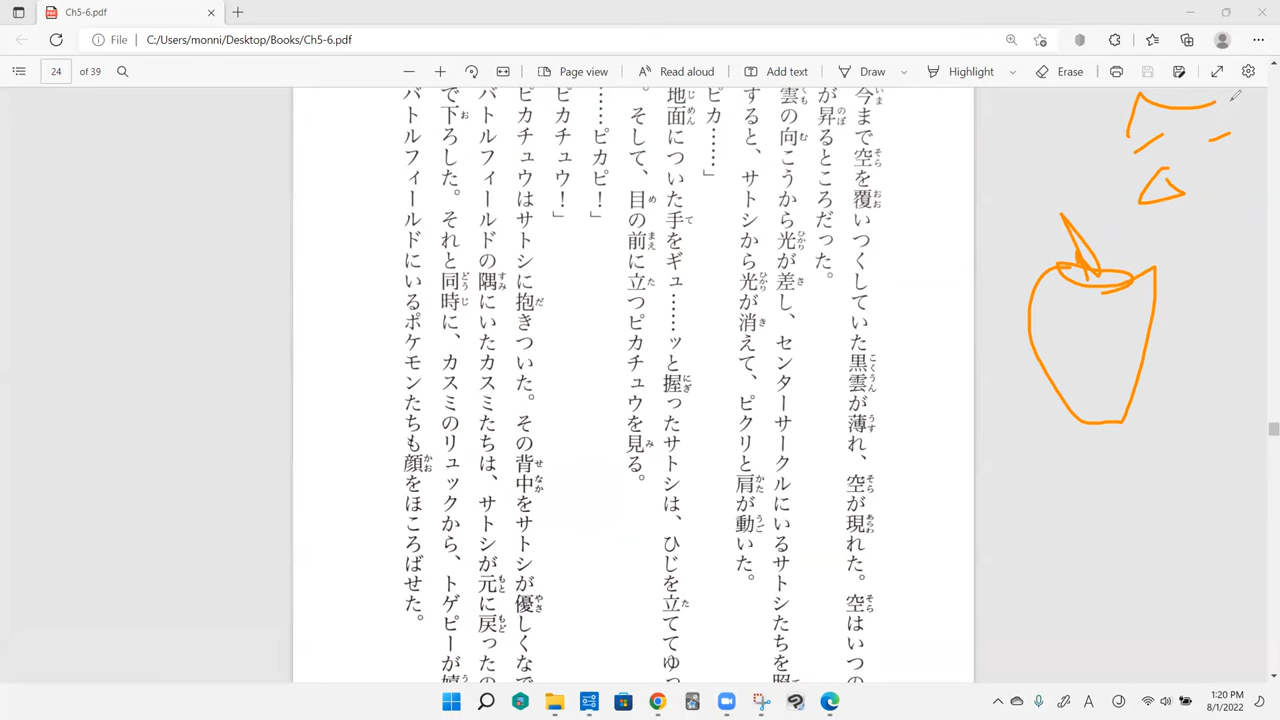 Ch5-6.pdf
File
C:/Users/monni/Desktop/Books/Ch5-6.pdf
24 of 39
Page view
Read aloud
Add text
Draw
Highlight
Erase
今まで空を覆いつくしていた黒雲が薄れ、空が現れた。空はいつの
が昇るところだった。
雲の向こうから光が差し、センターサークルにいるサトシたちを照
すると、サトシから光が消えて、ピクリと肩が動いた。
ピカ……」
地面についた手をギュ……ッと握ったサトシは、ひじを立ててゆっ
。そして、目の前に立つピカチュウを見る。
……ピカピ！」
ピカチュウ！」
ピカチュウはサトシに抱きついた。その背中をサトシが優しくなで
バトルフィールドの隅にいたカスミたちは、サトシが元に戻ったの
で下ろした。それと同時に、カスミのリュックから、トゲピーが嬉
バトルフィールドにいるポケモンたちも顔をほころばせた。
1:20 PM
8/1/2022